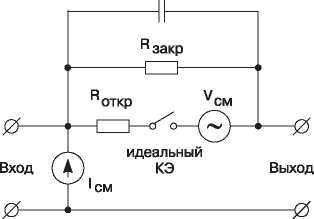 R закр
R откр
V см
идеальный
КЭ
Вход
I см
Выход